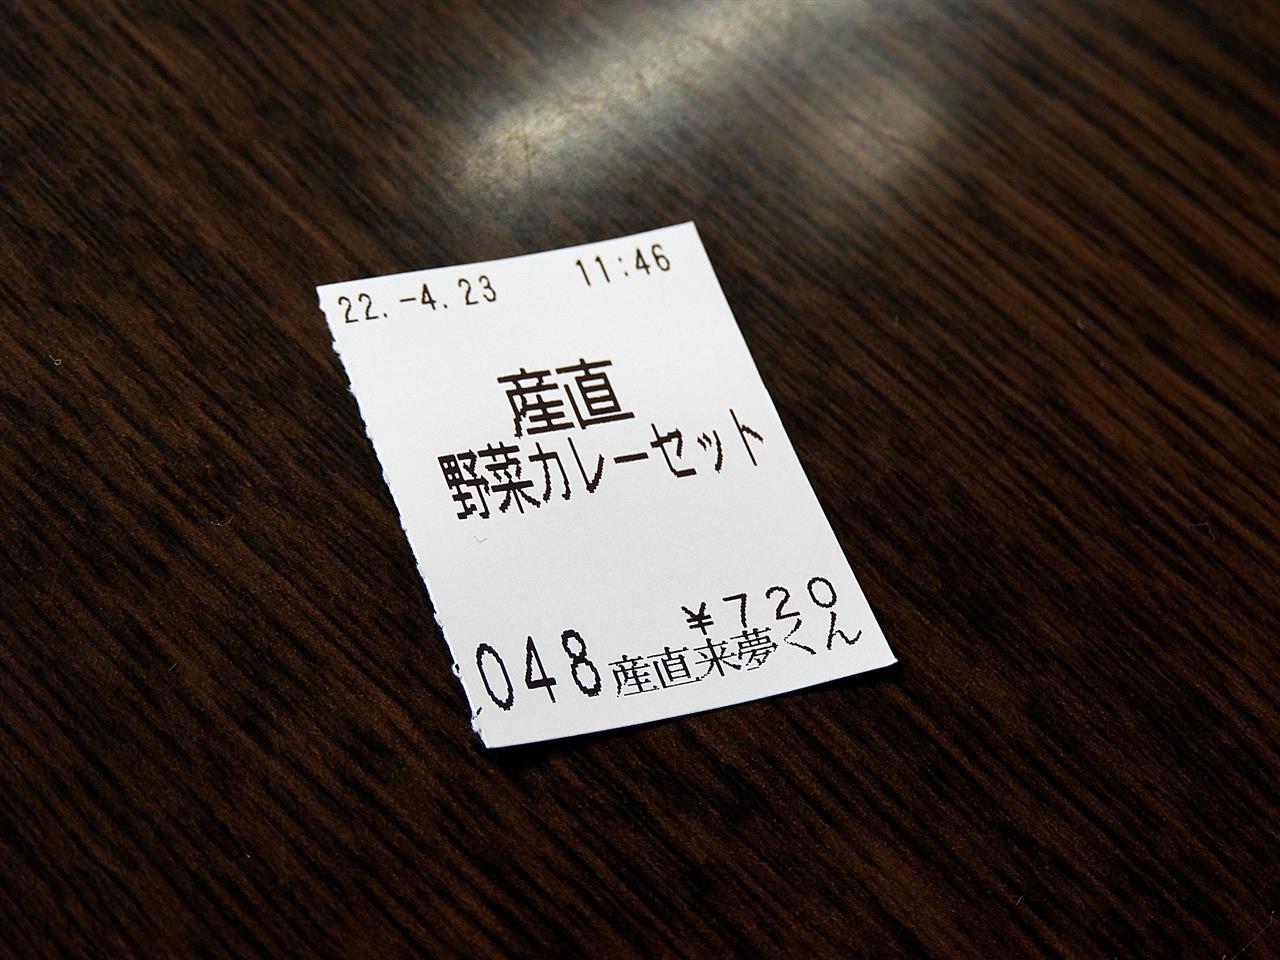 22.-4.23 11:46
産直
野菜カレーセット
¥720
048 産直来夢くん